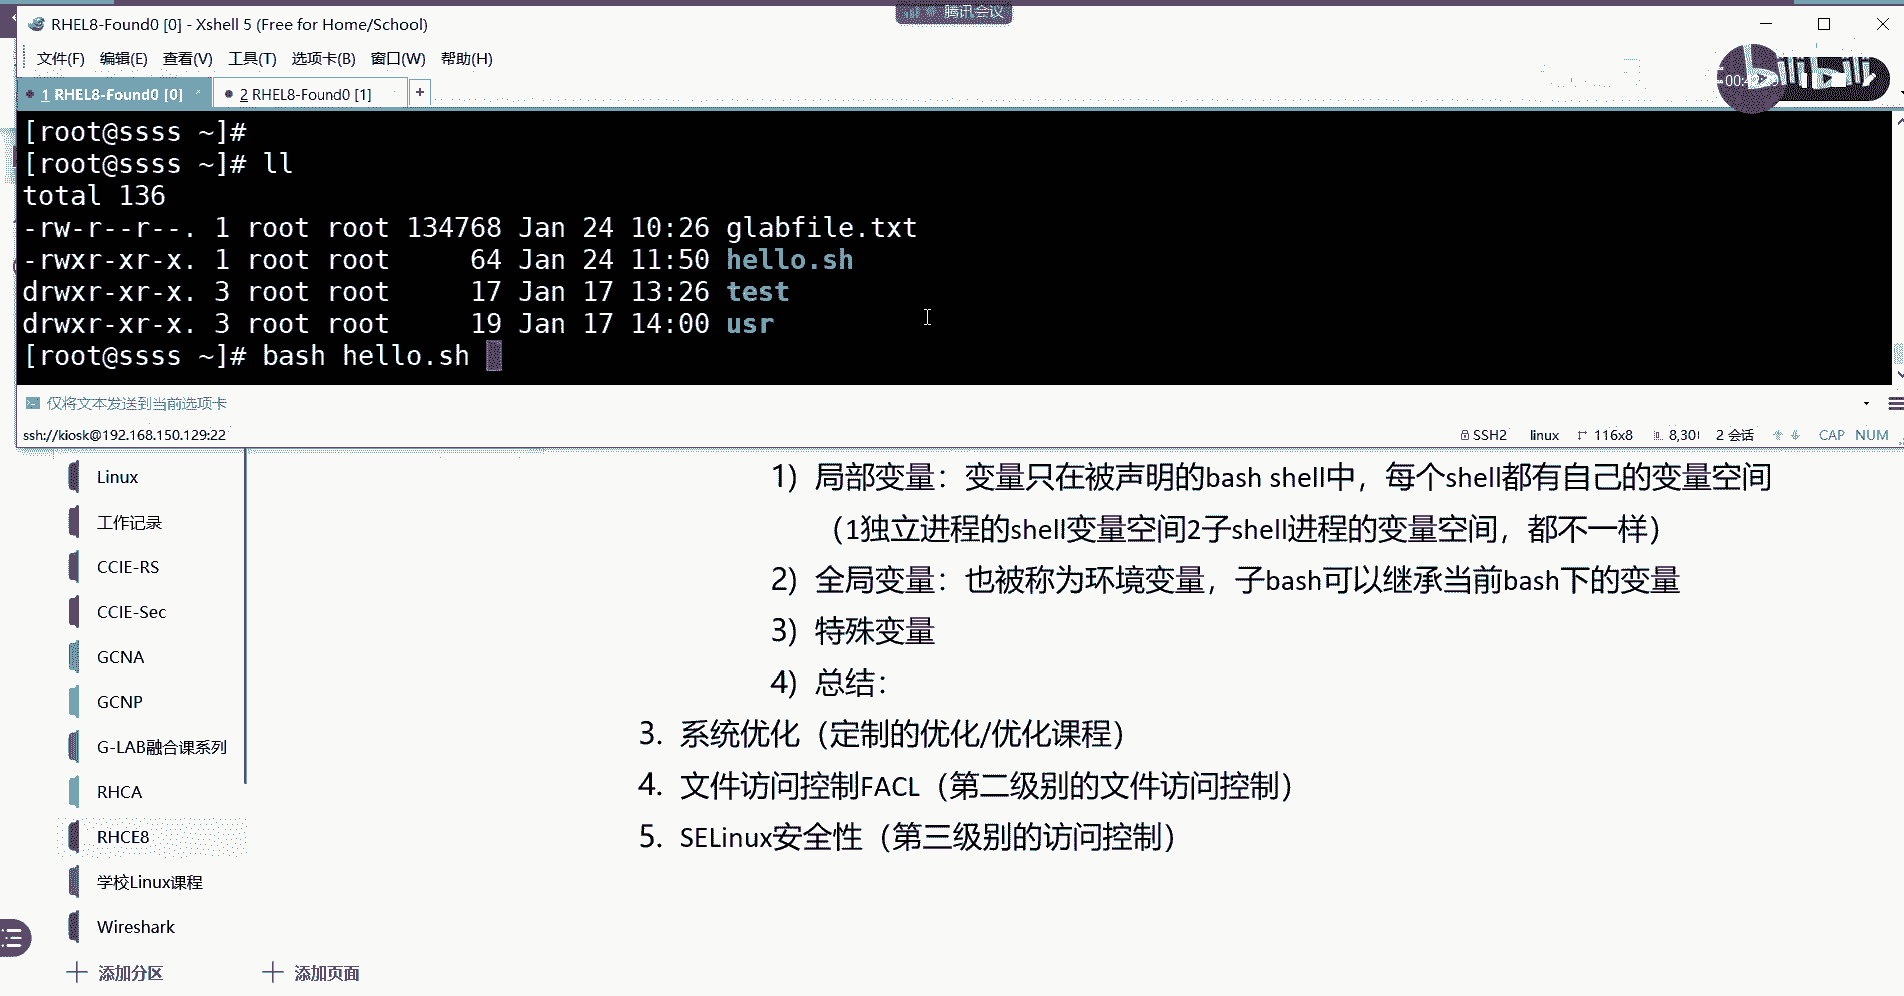 腾讯会议
RHEL8-Found0 [0] - Xshell 5 (Free for Home/School)
文件(F) 编辑(E) 查看(V) 工具(T) 选项卡(B) 窗口(W) 帮助(H)
1 RHEL8-Found0 [0] 2 RHEL8-Found0 [1] +
[root@ssss ~]#
[root@ssss ~]# ll
total 136
-rw-r--r--. 1 root root 134768 Jan 24 10:26 glabfile.txt
-rwxr-xr-x. 1 root root 64 Jan 24 11:50 hello.sh
drwxr-xr-x. 3 root root 17 Jan 17 13:26 test
drwxr-xr-x. 3 root root 19 Jan 17 14:00 usr
[root@ssss ~]# bash hello.sh
仅将文本发送到当前选项卡
ssh://kiosk@192.168.150.129:22 SSH2 linux 116x8 8,30 2 会话 CAP NUM
Linux
工作记录
CCIE-RS
CCIE-Sec
GCNA
GCNP
G-LAB融合课系列
RHCA
RHCE8
学校Linux课程
Wireshark
添加分区 添加页面
1）局部变量：变量只在被声明的bash shell中，每个shell都有自己的变量空间
（1独立进程的shell变量空间2子shell进程的变量空间，都不一样）
2）全局变量：也被称为环境变量，子bash可以继承当前bash下的变量
3）特殊变量
4）总结：
3. 系统优化（定制的优化/优化课程）
4. 文件访问控制FACL（第二级别的文件访问控制）
5. SELinux安全性（第三级别的访问控制）